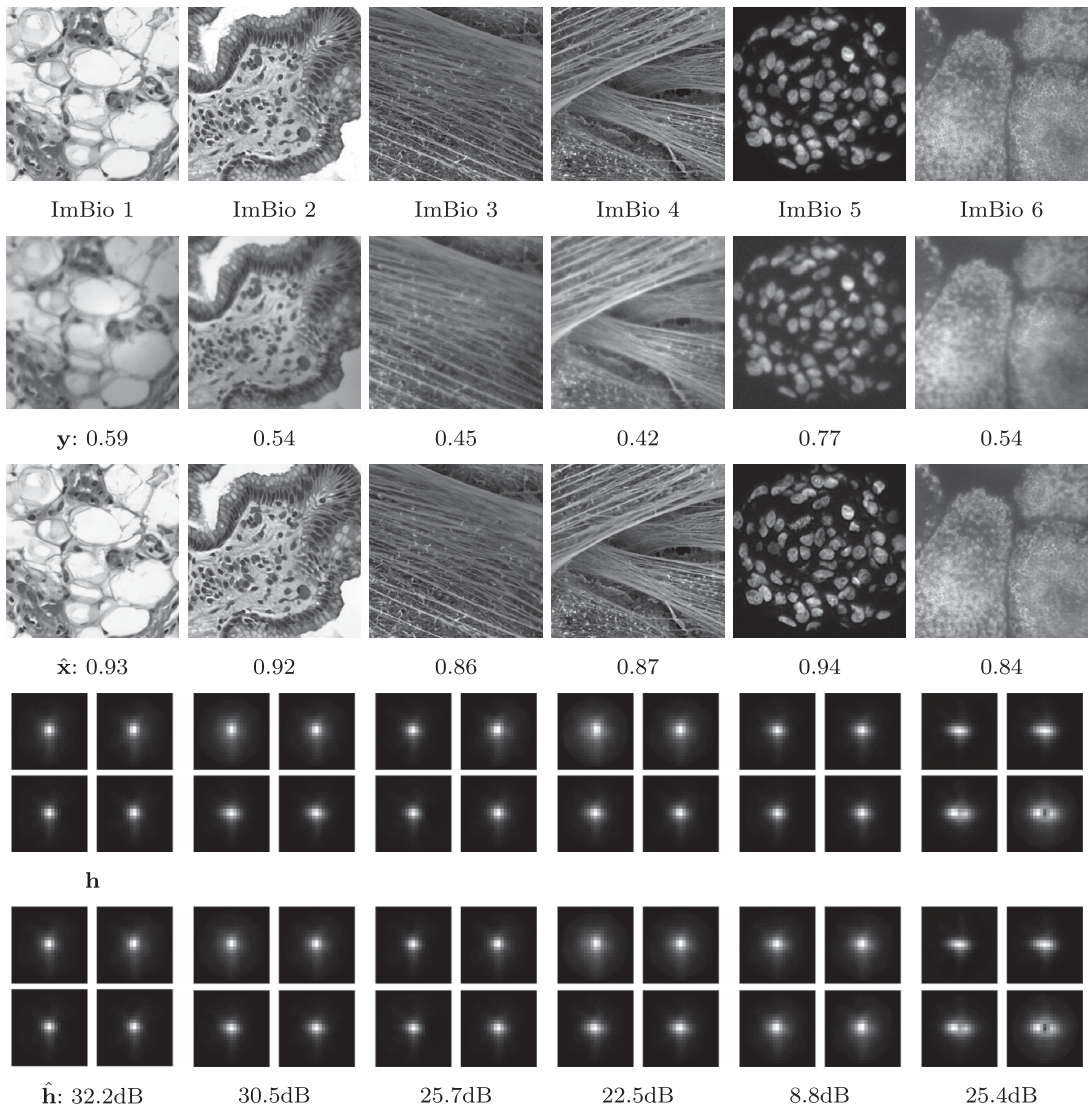 ImBio 1 ImBio 2 ImBio 3 ImBio 4 ImBio 5 ImBio 6
y: 0.59 0.54 0.45 0.42 0.77 0.54
x̂: 0.93 0.92 0.86 0.87 0.94 0.84
h
ĥ: 32.2dB 30.5dB 25.7dB 22.5dB 8.8dB 25.4dB